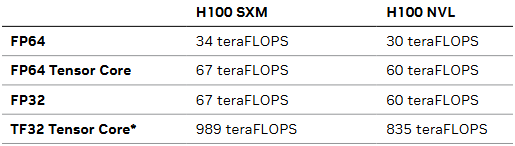 H100 SXM H100 NVL
FP64 34 teraFLOPS 30 teraFLOPS
FP64 Tensor Core 67 teraFLOPS 60 teraFLOPS
FP32 67 teraFLOPS 60 teraFLOPS
TF32 Tensor Core* 989 teraFLOPS 835 teraFLOPS